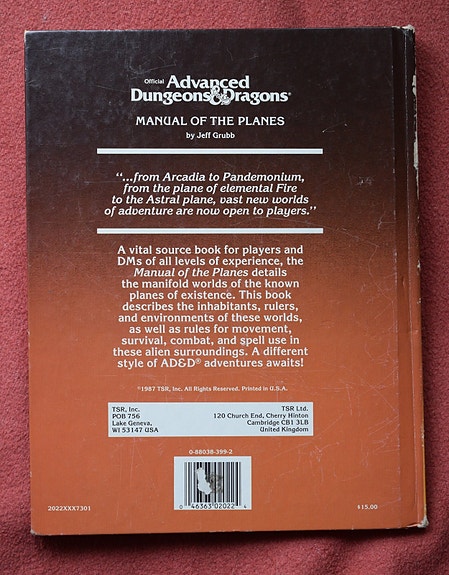 Official Advanced
Dungeons & Dragons®
MANUAL OF THE PLANES
by Jeff Grubb
“...from Arcadia to Pandemonium,
from the plane of elemental Fire
to the Astral plane, vast new worlds
of adventure are now open to players.”
A vital source book for players and
DMs of all levels of experience, the
Manual of the Planes details
the manifold worlds of the known
planes of existence. This book
describes the inhabitants, rulers,
and environments of these worlds,
as well as rules for movement,
survival, combat, and spell use in
these alien surroundings. A different
style of AD&D® adventures awaits!
©1987 TSR, Inc. All Rights Reserved. Printed in U.S.A.
TSR, Inc.
POB 756
Lake Geneva,
WI 53147 USA
TSR Ltd.
120 Church End, Cherry Hinton
Cambridge CB1 3LB
United Kingdom
0-88038-399-2
0 46363 02022 4
2022XXX7301
$15.00